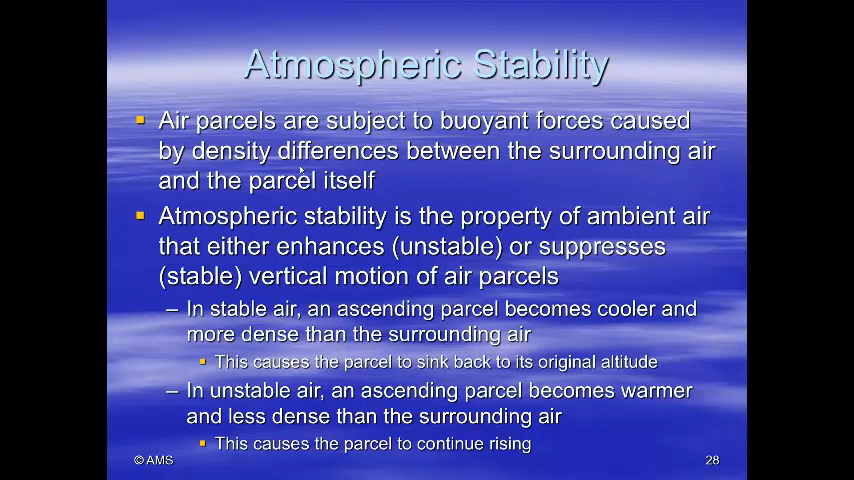 Atmospheric Stability
▪ Air parcels are subject to buoyant forces caused
by density differences between the surrounding air
and the parcel itself
▪ Atmospheric stability is the property of ambient air
that either enhances (unstable) or suppresses
(stable) vertical motion of air parcels
– In stable air, an ascending parcel becomes cooler and
more dense than the surrounding air
▪ This causes the parcel to sink back to its original altitude
– In unstable air, an ascending parcel becomes warmer
and less dense than the surrounding air
▪ This causes the parcel to continue rising
© AMS
28